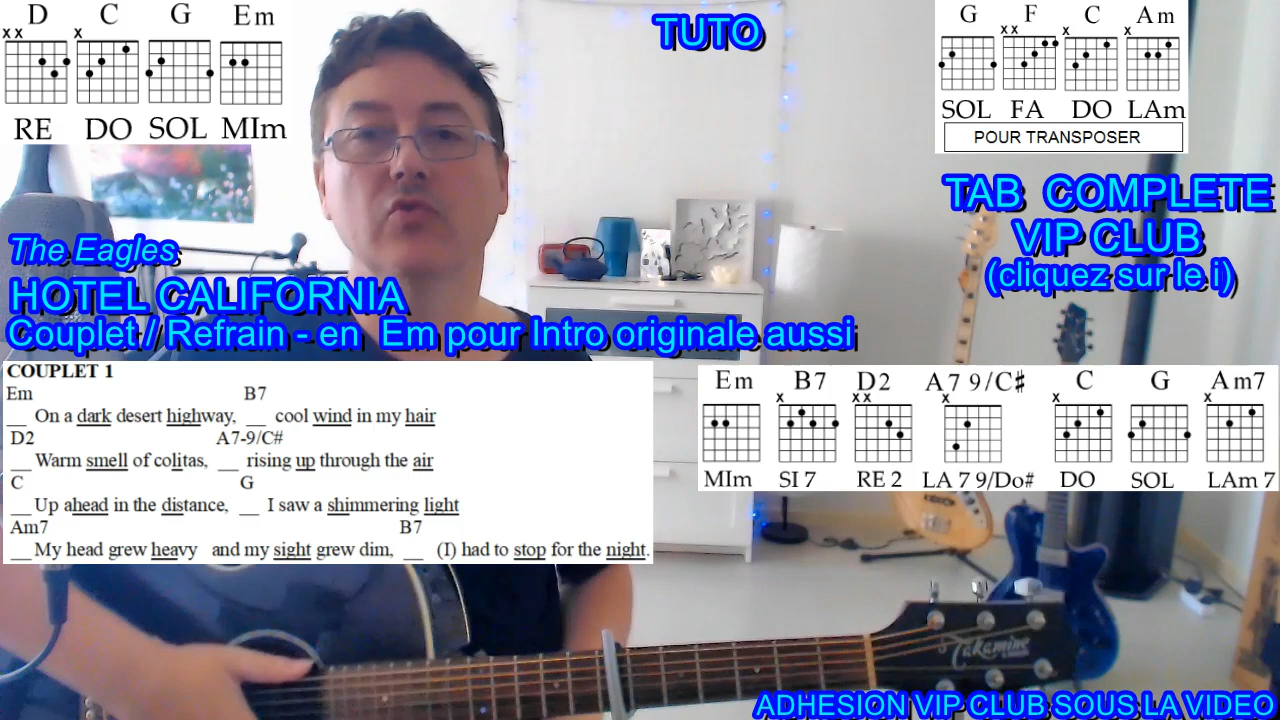 D C G Em
x x x
RE DO SOL MIm
TUTO
G F C Am
x x x x
SOL FA DO LAm
POUR TRANSPOSER
TAB COMPLETE
VIP CLUB
(cliquez sur le i)
The Eagles
HOTEL CALIFORNIA
Couplet / Refrain - en Em pour Intro originale aussi
COUPLET 1
Em B7
__ On a dark desert highway, __ cool wind in my hair
D2 A7-9/C#
__ Warm smell of colitas, __ rising up through the air
C G
__ Up ahead in the distance, __ I saw a shimmering light
Am7 B7
__ My head grew heavy and my sight grew dim, __ (I) had to stop for the night.
Em B7 D2 A7 9/C# C G Am7
x x x x x x
MIm SI 7 RE 2 LA 7 9/Do# DO SOL LAm 7
Takamine
ADHESION VIP CLUB SOUS LA VIDEO